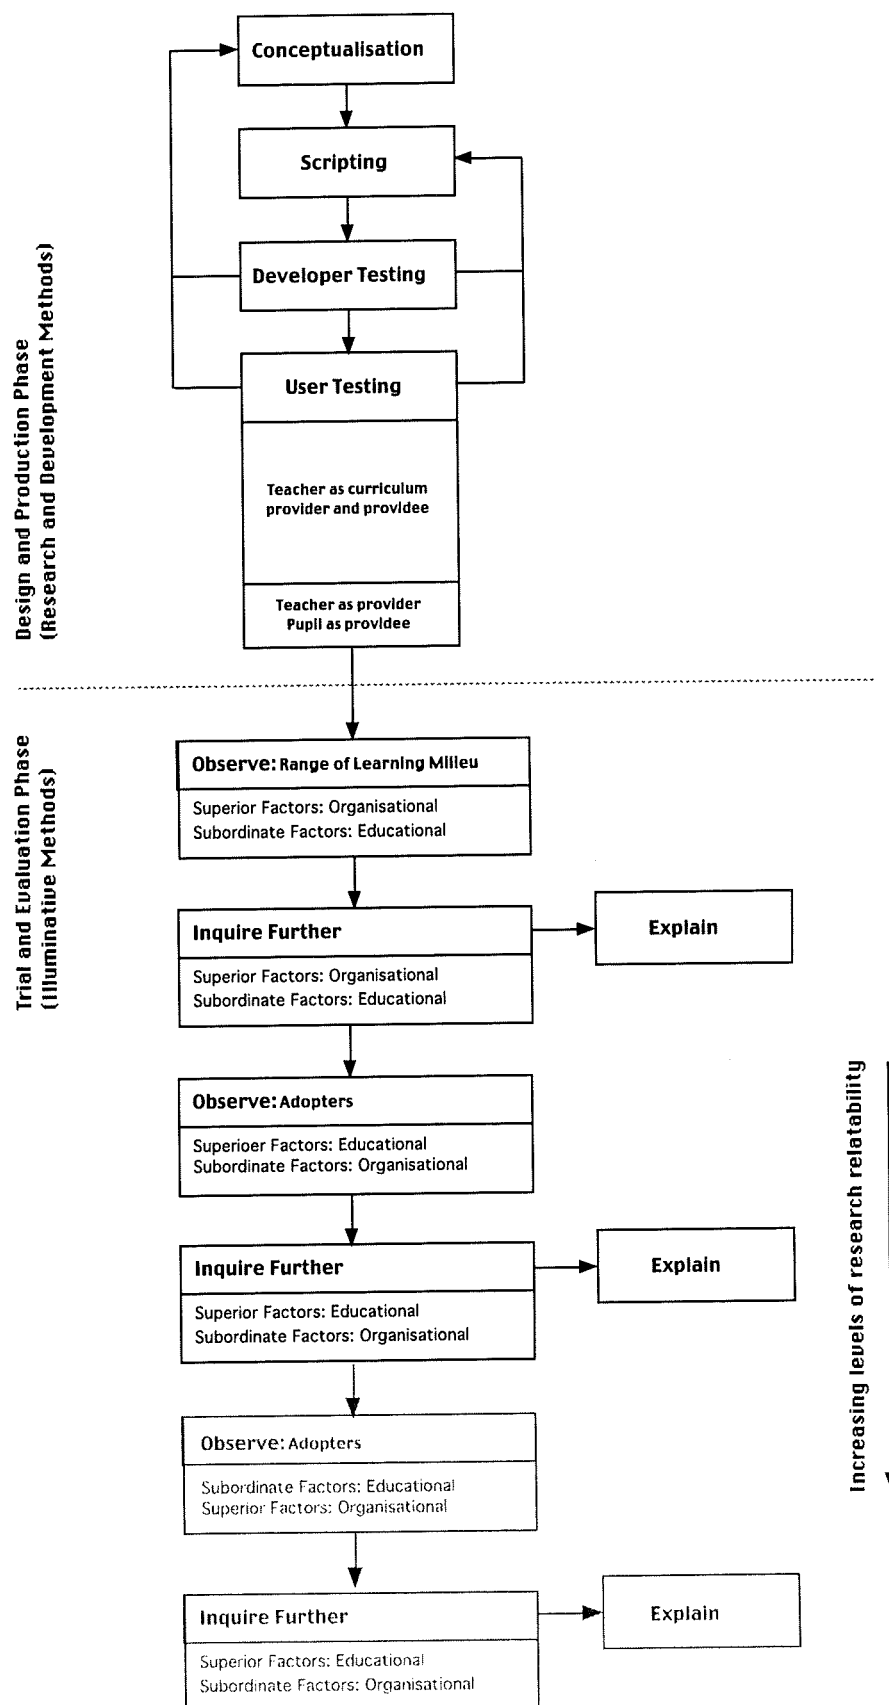 Conceptualisation
Scripting
Developer Testing
User Testing
Teacher as curriculum
provider and providee
Teacher as provider
Pupil as providee
Design and Production Phase
(Research and Development Methods)
Observe: Range of Learning Milieu
Superior Factors: Organisational
Subordinate Factors: Educational
Trial and Evaluation Phase
(Illuminative Methods)
Inquire Further
Superior Factors: Organisational
Subordinate Factors: Educational
Explain
Observe: Adopters
Superioer Factors: Educational
Subordinate Factors: Organisational
Inquire Further
Superior Factors: Educational
Subordinate Factors: Organisational
Explain
Increasing levels of research relatability
Observe: Adopters
Subordinate Factors: Educational
Superior Factors: Organisational
Inquire Further
Superior Factors: Educational
Subordinate Factors: Organisational
Explain